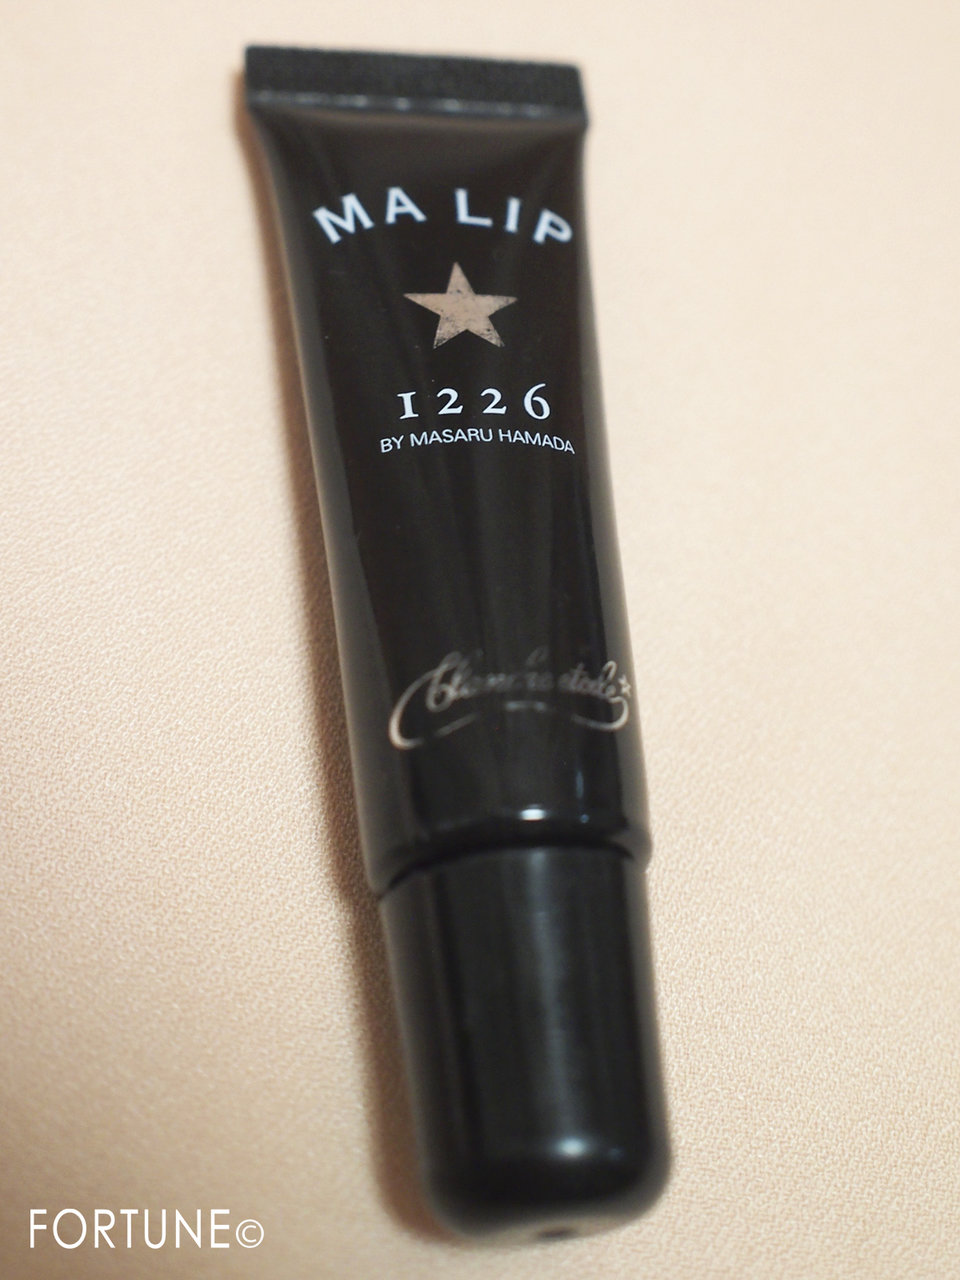 MA LIP
1226
BY MASARU HAMADA
FORTUNE©